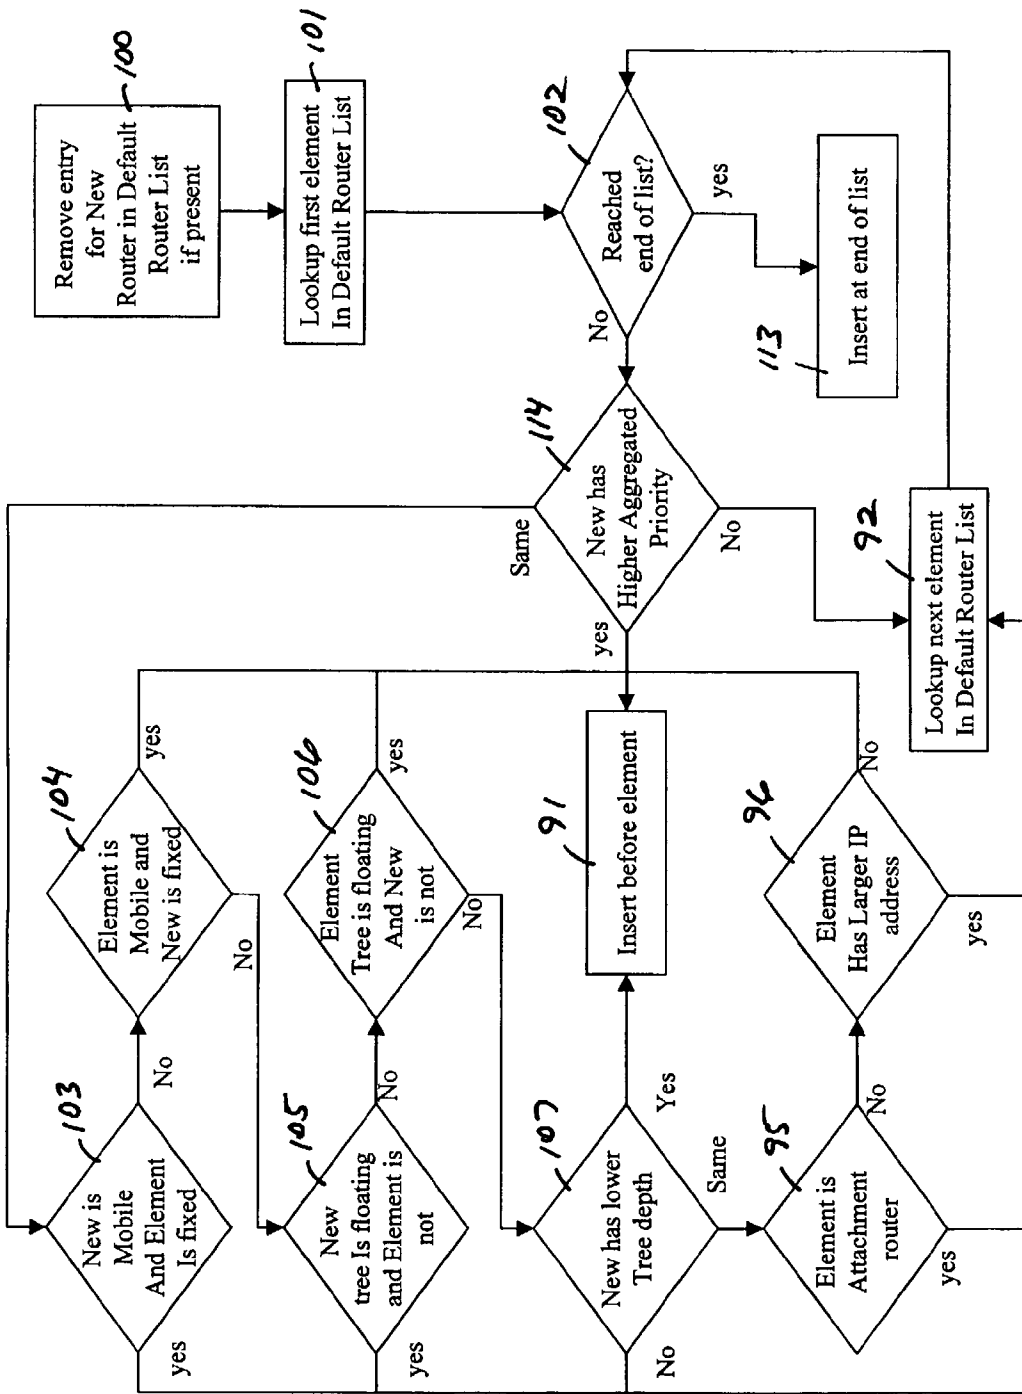 Remove entry
for New
Router in Default
Router List
if present
100
Lookup first element
In Default Router List
101
Reached
end of list?
102
yes
No
Insert at end of list
113
New has
Higher Aggregated
Priority
114
Same
No
yes
Lookup next element
In Default Router List
92
New is
Mobile
And Element
Is fixed
103
yes
No
Element is
Mobile and
New is fixed
104
yes
No
New
tree Is floating
and Element is
not
105
yes
No
Element
Tree is floating
And New
is not
106
yes
No
New has lower
Tree depth
107
No
Yes
Same
Insert before element
91
Element is
Attachment
router
95
yes
No
Element
Has Larger IP
address
96
No
yes